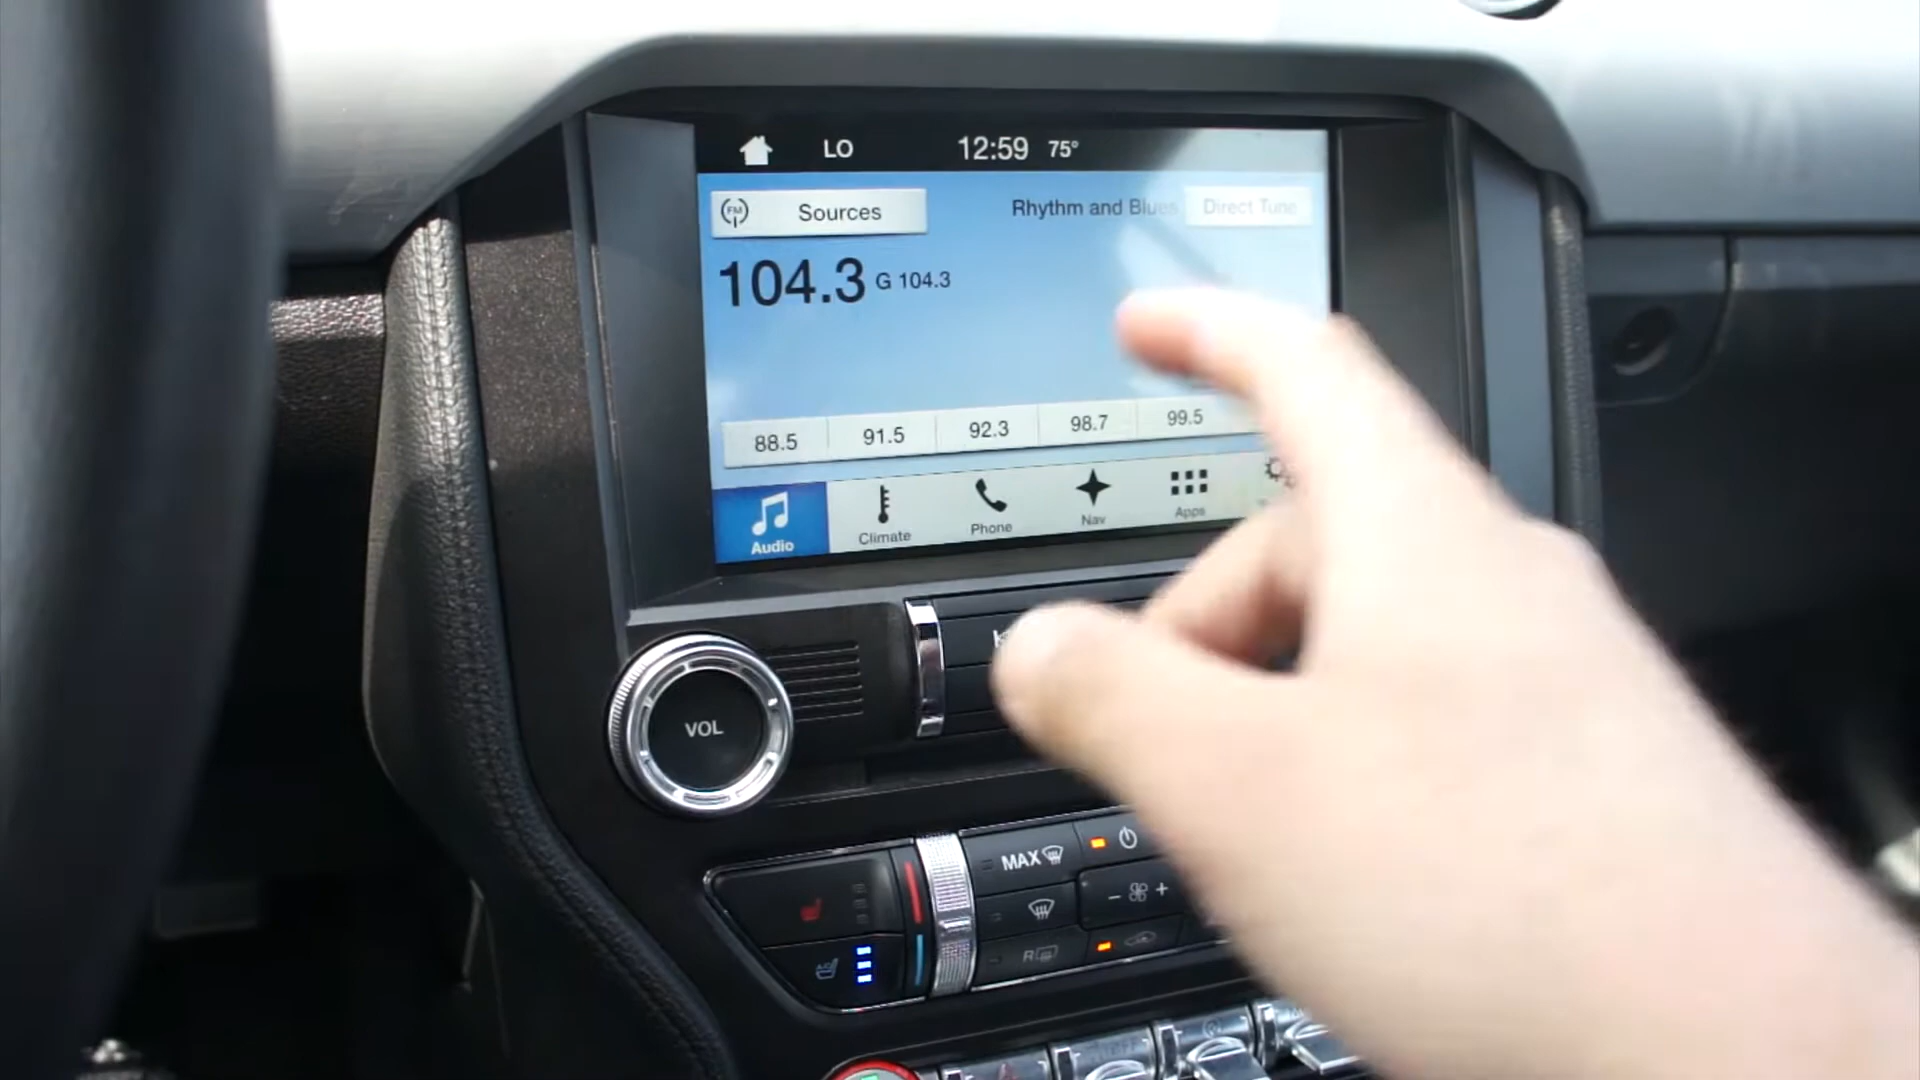 LO 12:59 75°
FM Sources Rhythm and Blues Direct Tune
104.3 G 104.3
88.5 91.5 92.3 98.7 99.5
Audio Climate Phone Nav Apps
VOL
MAX
- +
A/C
R